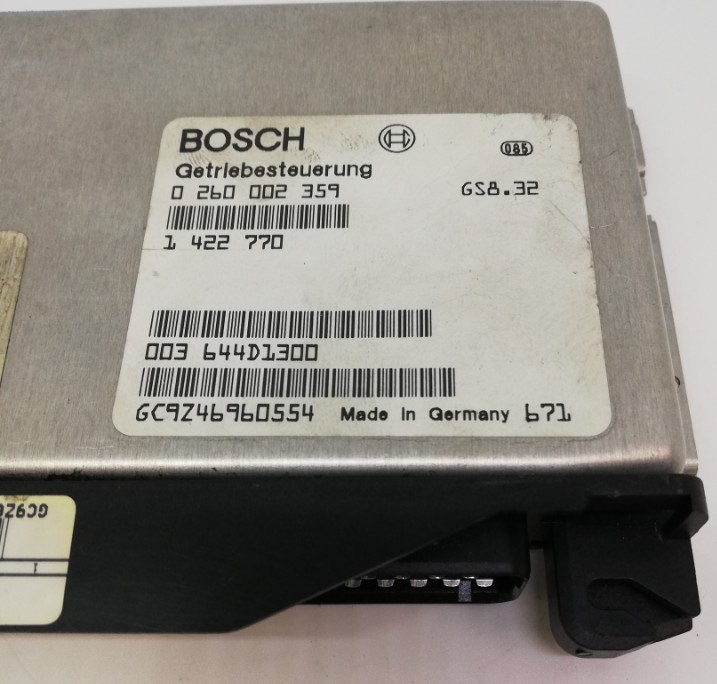 BOSCH
085
Getriebesteuerung
0 260 002 359 GS8.32
1 422 770
003 644D1300
GC9Z46960554 Made in Germany 671